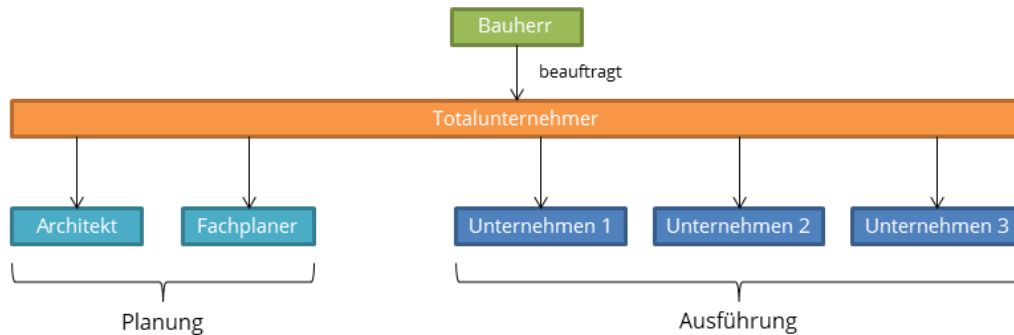 Bauherr
beauftragt
Totalunternehmer
Architekt
Fachplaner
Unternehmen 1
Unternehmen 2
Unternehmen 3
Planung
Ausführung